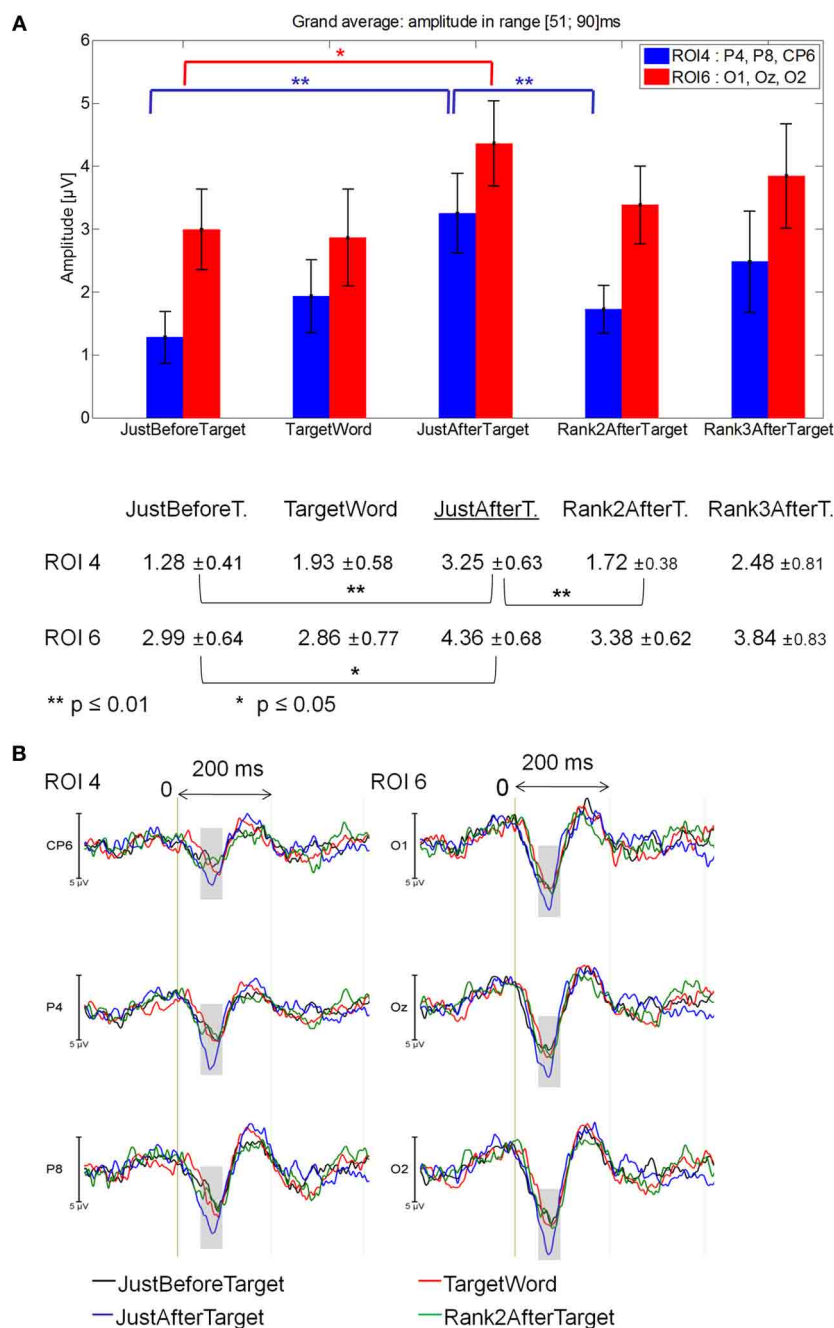 A
Grand average: amplitude in range [51; 90]ms
ROI4 : P4, P8, CP6
ROI6 : O1, Oz, O2
*
**
**
Amplitude [µV]
6
5
4
3
2
1
0
JustBeforeTarget TargetWord JustAfterTarget Rank2AfterTarget Rank3AfterTarget
JustBeforeT. TargetWord JustAfterT. Rank2AfterT. Rank3AfterT.
ROI 4 1.28 ±0.41 1.93 ±0.58 3.25 ±0.63 1.72 ±0.38 2.48 ±0.81
** **
ROI 6 2.99 ±0.64 2.86 ±0.77 4.36 ±0.68 3.38 ±0.62 3.84 ±0.83
*
** p ≤ 0.01 * p ≤ 0.05
B
ROI 4 0 200 ms ROI 6 0 200 ms
CP6 O1
5 µV 5 µV
P4 Oz
5 µV 5 µV
P8 O2
5 µV 5 µV
JustBeforeTarget TargetWord
JustAfterTarget Rank2AfterTarget